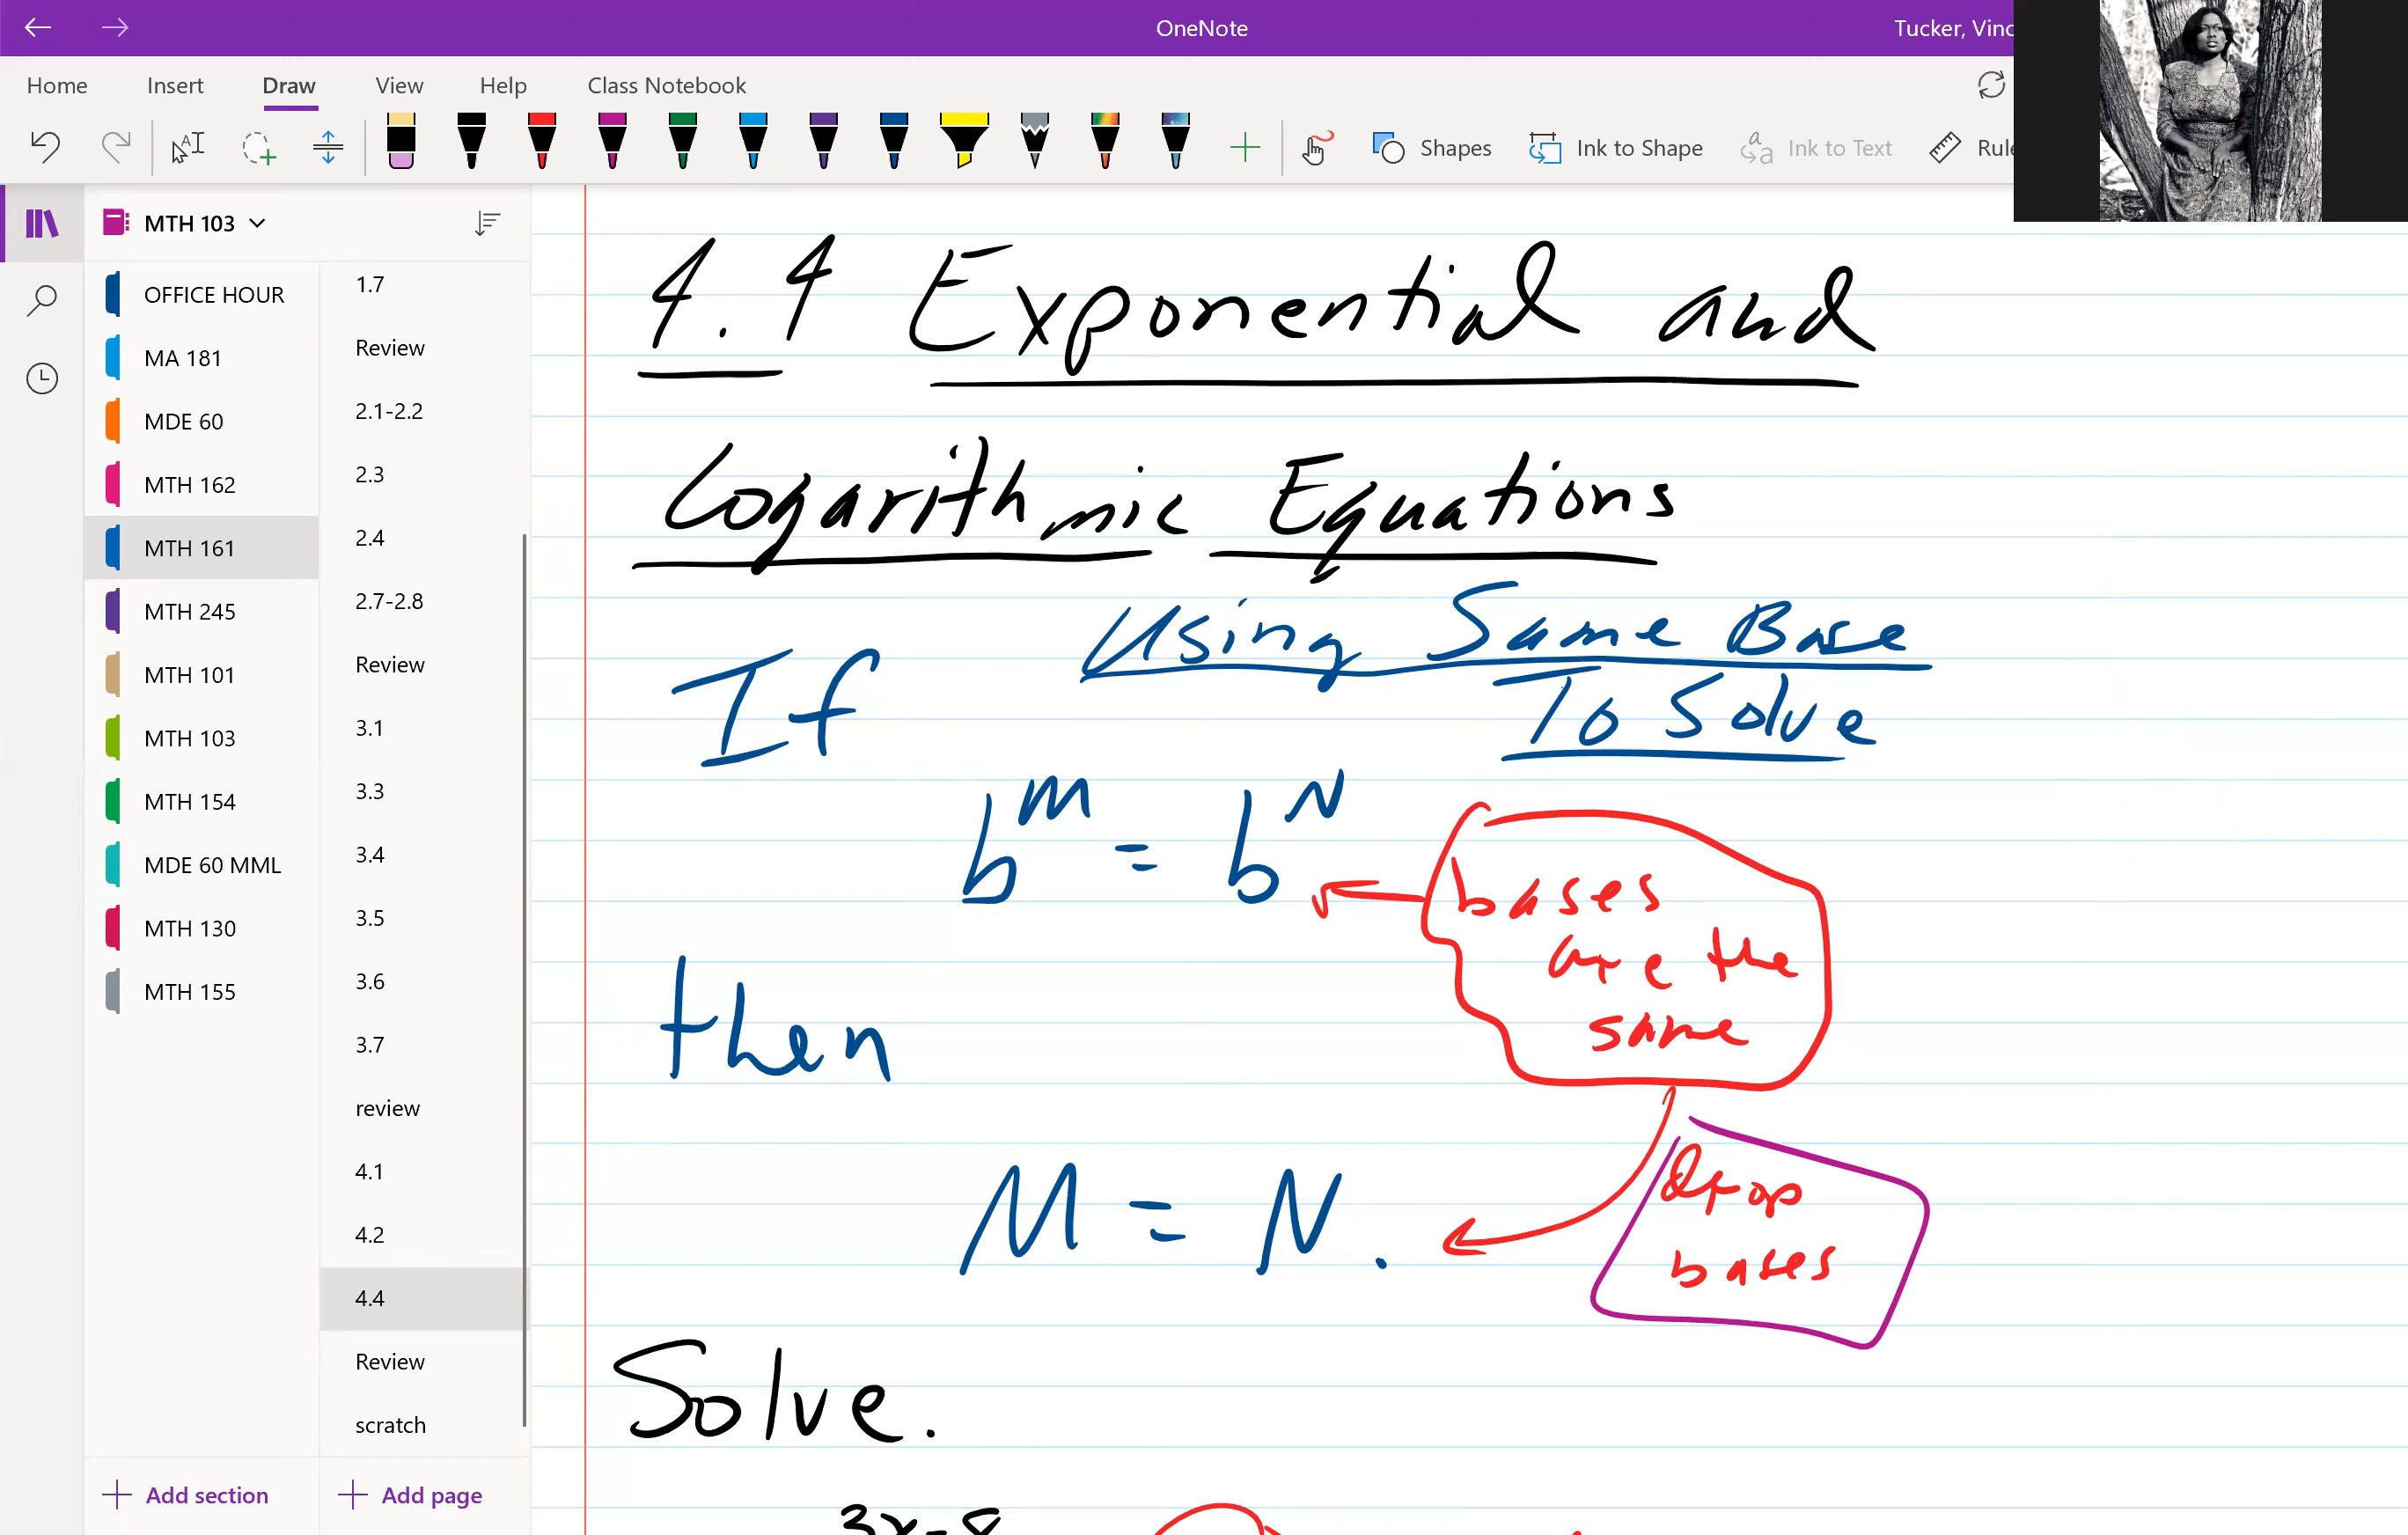 OneNote
Tucker, Vinc
Home Insert Draw View Help Class Notebook
Shapes Ink to Shape Ink to Text Rule
MTH 103
OFFICE HOUR
MA 181
MDE 60
MTH 162
MTH 161
MTH 245
MTH 101
MTH 103
MTH 154
MDE 60 MML
MTH 130
MTH 155
Add section
1.7
Review
2.1-2.2
2.3
2.4
2.7-2.8
Review
3.1
3.3
3.4
3.5
3.6
3.7
review
4.1
4.2
4.4
Review
scratch
Add page
4.4 Exponential and
Logarithmic Equations
Using Same Base
To Solve
If
b^M = b^N
bases
are the
same
then
M = N.
drop
bases
Solve.
3x-8